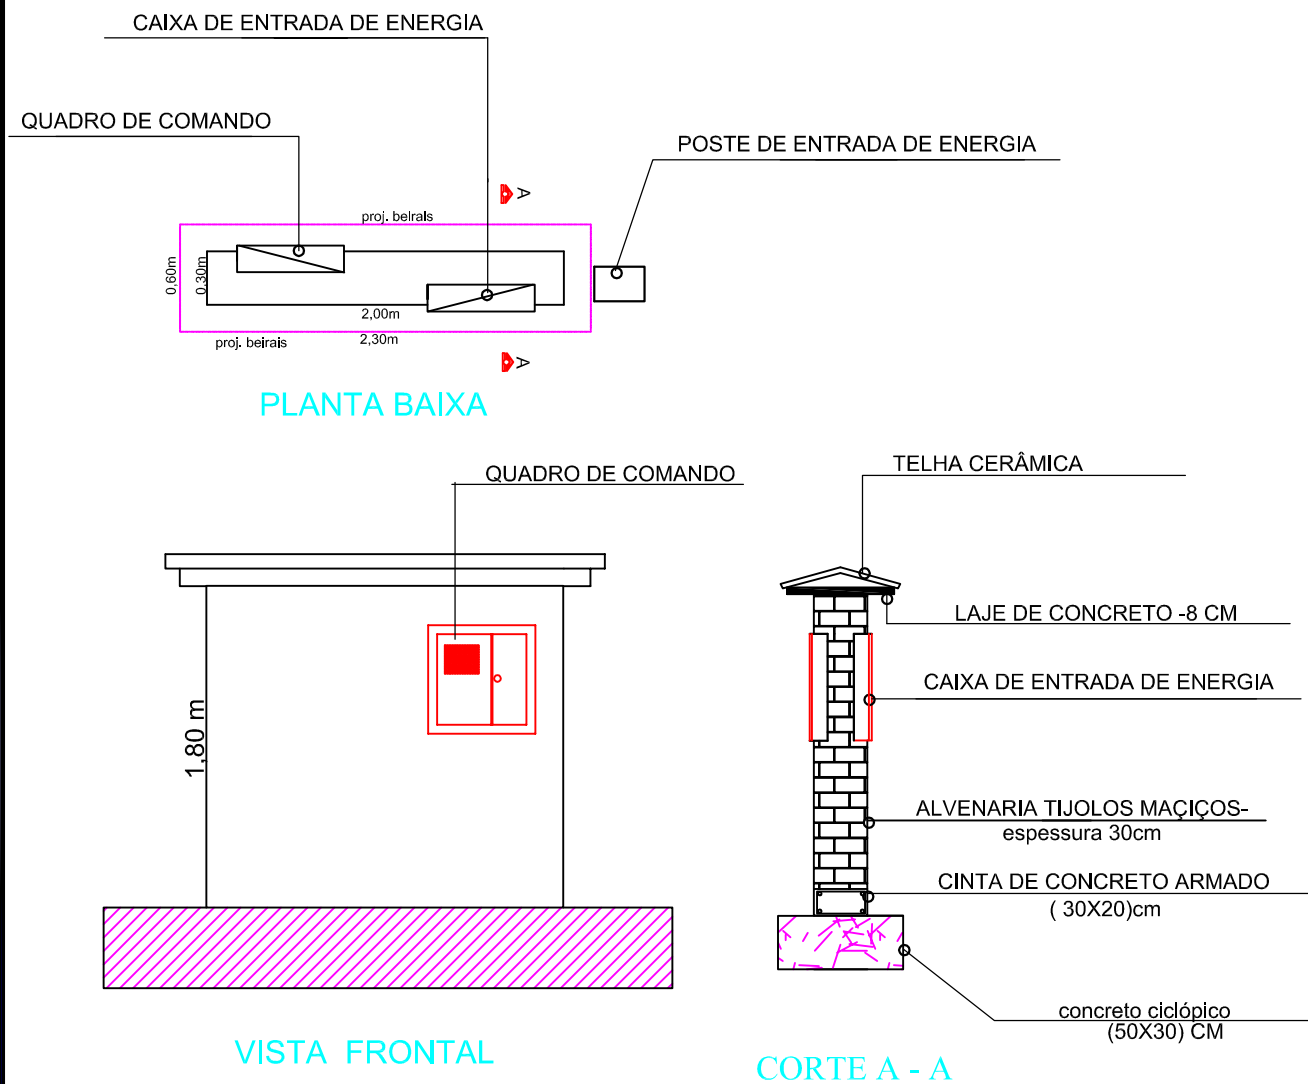 CAIXA DE ENTRADA DE ENERGIA
QUADRO DE COMANDO
POSTE DE ENTRADA DE ENERGIA
A
proj. beirais
0,60m
0,30m
2,00m
2,30m
proj. beirais
A
PLANTA BAIXA
QUADRO DE COMANDO
TELHA CERÂMICA
LAJE DE CONCRETO -8 CM
CAIXA DE ENTRADA DE ENERGIA
1,80 m
ALVENARIA TIJOLOS MAÇIÇOS-
espessura 30cm
CINTA DE CONCRETO ARMADO
( 30X20)cm
concreto ciclópico
(50X30) CM
VISTA FRONTAL
CORTE A - A